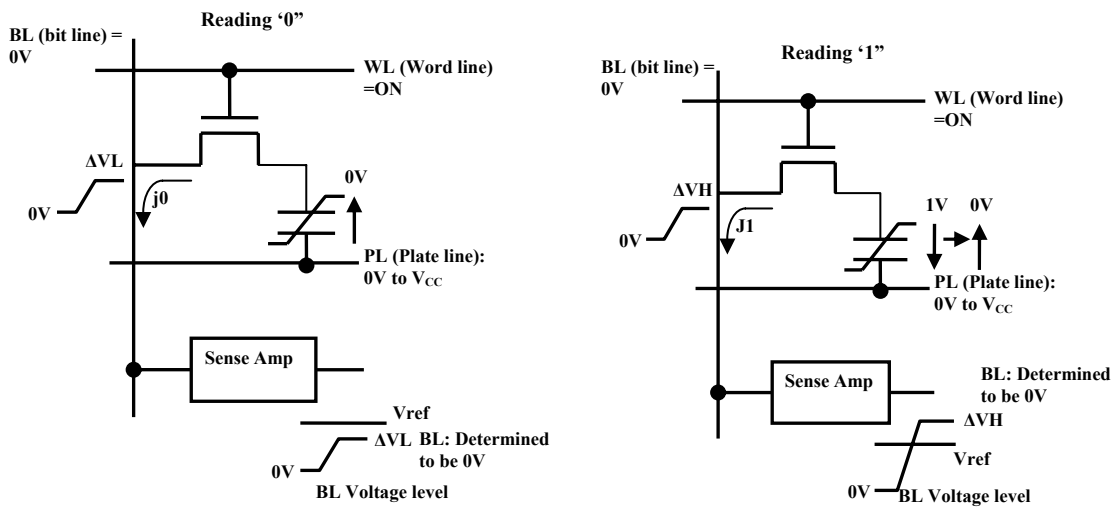 Reading ‘0”
BL (bit line) =
0V
WL (Word line)
=ON
ΔVL
0V
j0
0V
PL (Plate line):
0V to VCC
Sense Amp
Vref
ΔVL BL: Determined
to be 0V
0V
BL Voltage level
Reading ‘1”
BL (bit line) =
0V
WL (Word line)
=ON
ΔVH
0V
J1
1V 0V
PL (Plate line):
0V to VCC
Sense Amp
BL: Determined
to be 0V
ΔVH
Vref
0V
BL Voltage level